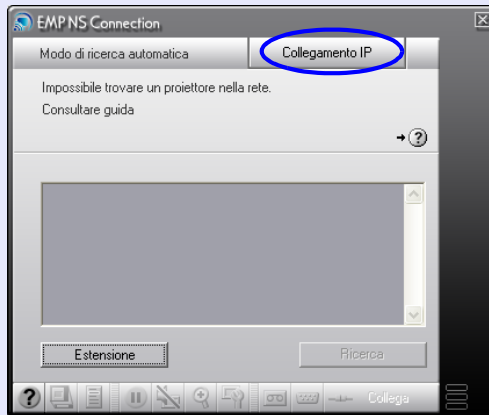 EMP NS Connection
Modo di ricerca automatica
Collegamento IP
Impossibile trovare un proiettore nella rete.
Consultare guida
Estensione
Ricerca
Collega